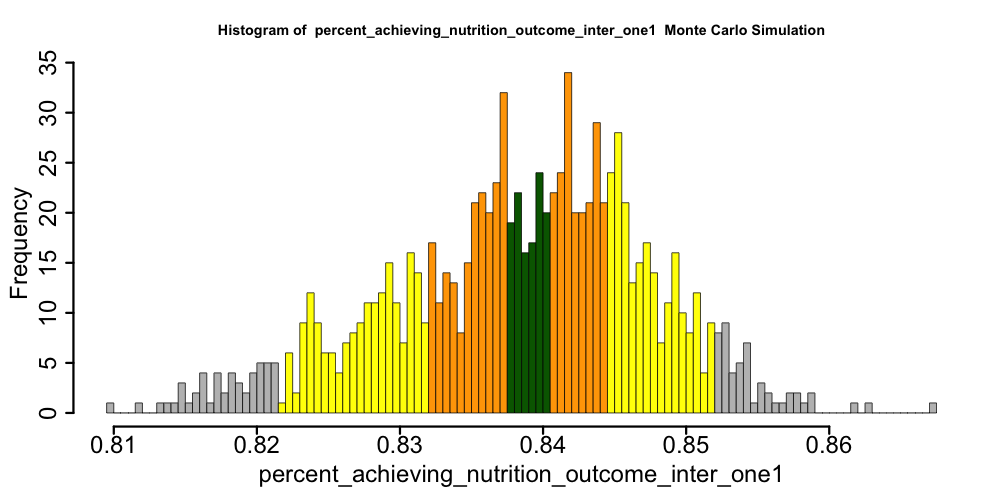 Histogram of percent_achieving_nutrition_outcome_inter_one1 Monte Carlo Simulation
Frequency
35
30
25
20
15
10
5
0
0.81 0.82 0.83 0.84 0.85 0.86
percent_achieving_nutrition_outcome_inter_one1